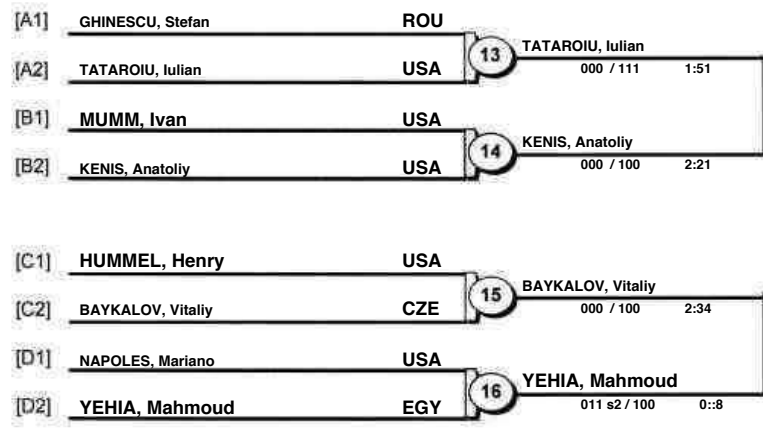 [A1] GHINESCU, Stefan ROU
13 TATAROIU, Iulian
[A2] TATAROIU, Iulian USA
000 / 111 1:51
[B1] MUMM, Ivan USA
14 KENIS, Anatoliy
[B2] KENIS, Anatoliy USA
000 / 100 2:21
[C1] HUMMEL, Henry USA
15 BAYKALOV, Vitaliy
[C2] BAYKALOV, Vitaliy CZE
000 / 100 2:34
[D1] NAPOLES, Mariano USA
16 YEHIA, Mahmoud
[D2] YEHIA, Mahmoud EGY
011 s2 / 100 0::8